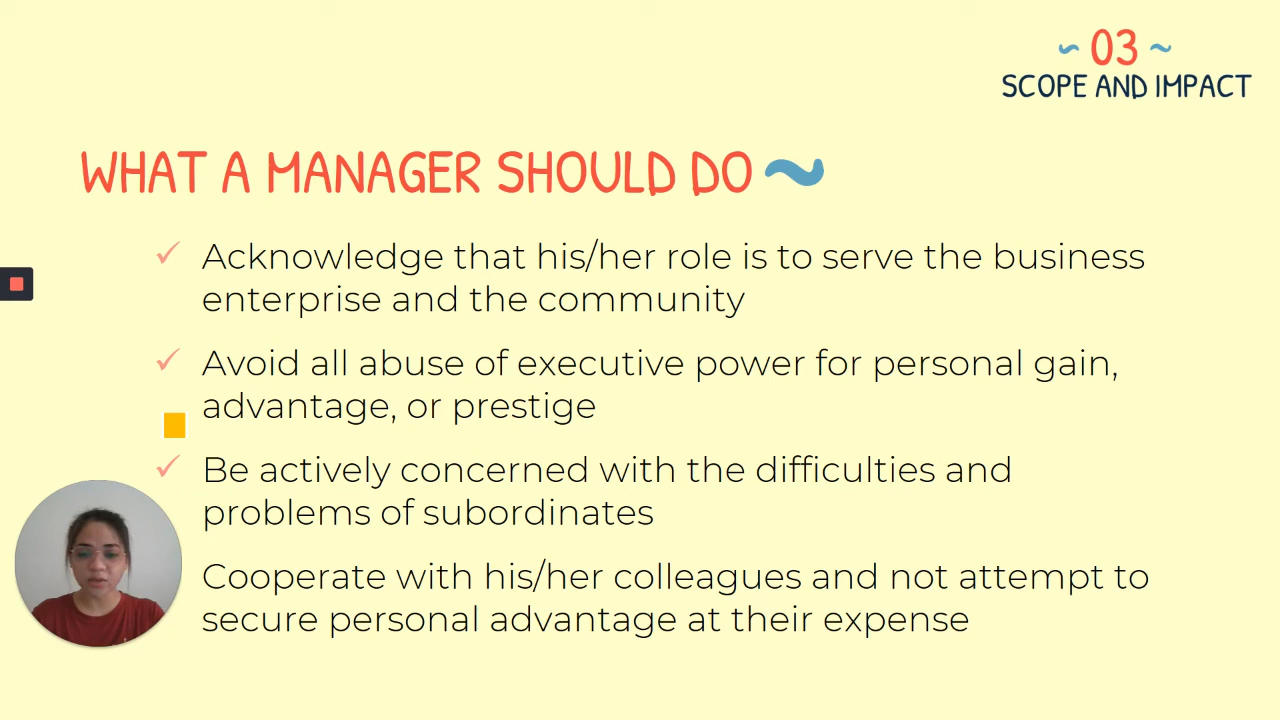 ~ 03 ~
SCOPE AND IMPACT
WHAT A MANAGER SHOULD DO ~
✓ Acknowledge that his/her role is to serve the business
enterprise and the community
✓ Avoid all abuse of executive power for personal gain,
advantage, or prestige
✓ Be actively concerned with the difficulties and
problems of subordinates
Cooperate with his/her colleagues and not attempt to
secure personal advantage at their expense